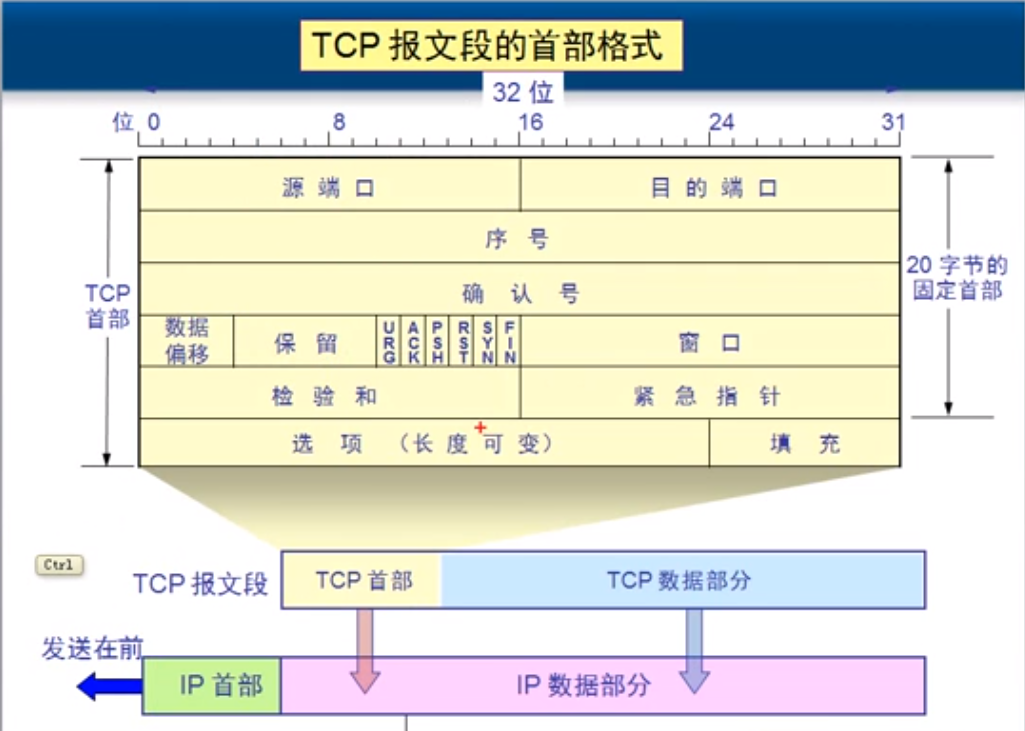 TCP 报文段的首部格式
32 位
位 0 8 16 24 31
源 端 口 目 的 端 口
序 号
确 认 号
TCP
首部
20 字节的
固定首部
数据
偏移
保 留
URG
ACK
PSH
RST
SYN
FIN
窗 口
检 验 和 紧 急 指 针
选 项 （长 度 可 变） 填 充
Ctrl
TCP 报文段 TCP 首部 TCP 数据部分
发送在前
IP 首部 IP 数据部分